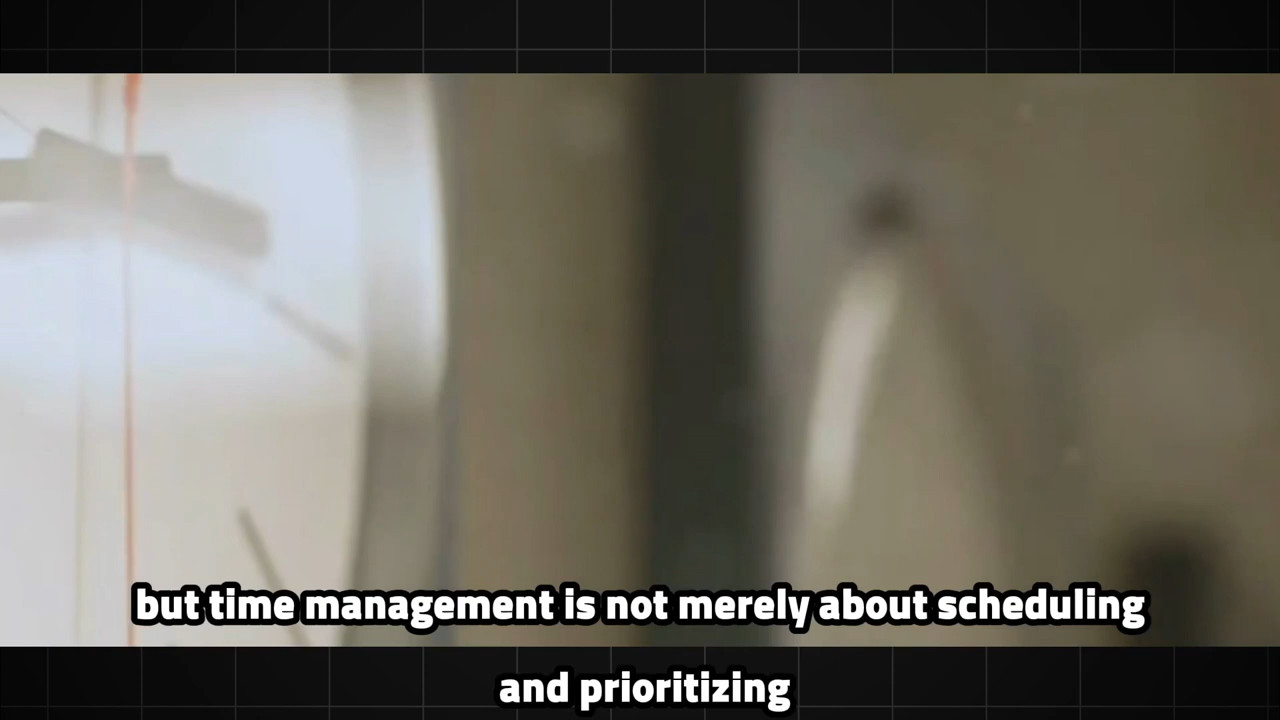 but time management is not merely about scheduling
and prioritizing